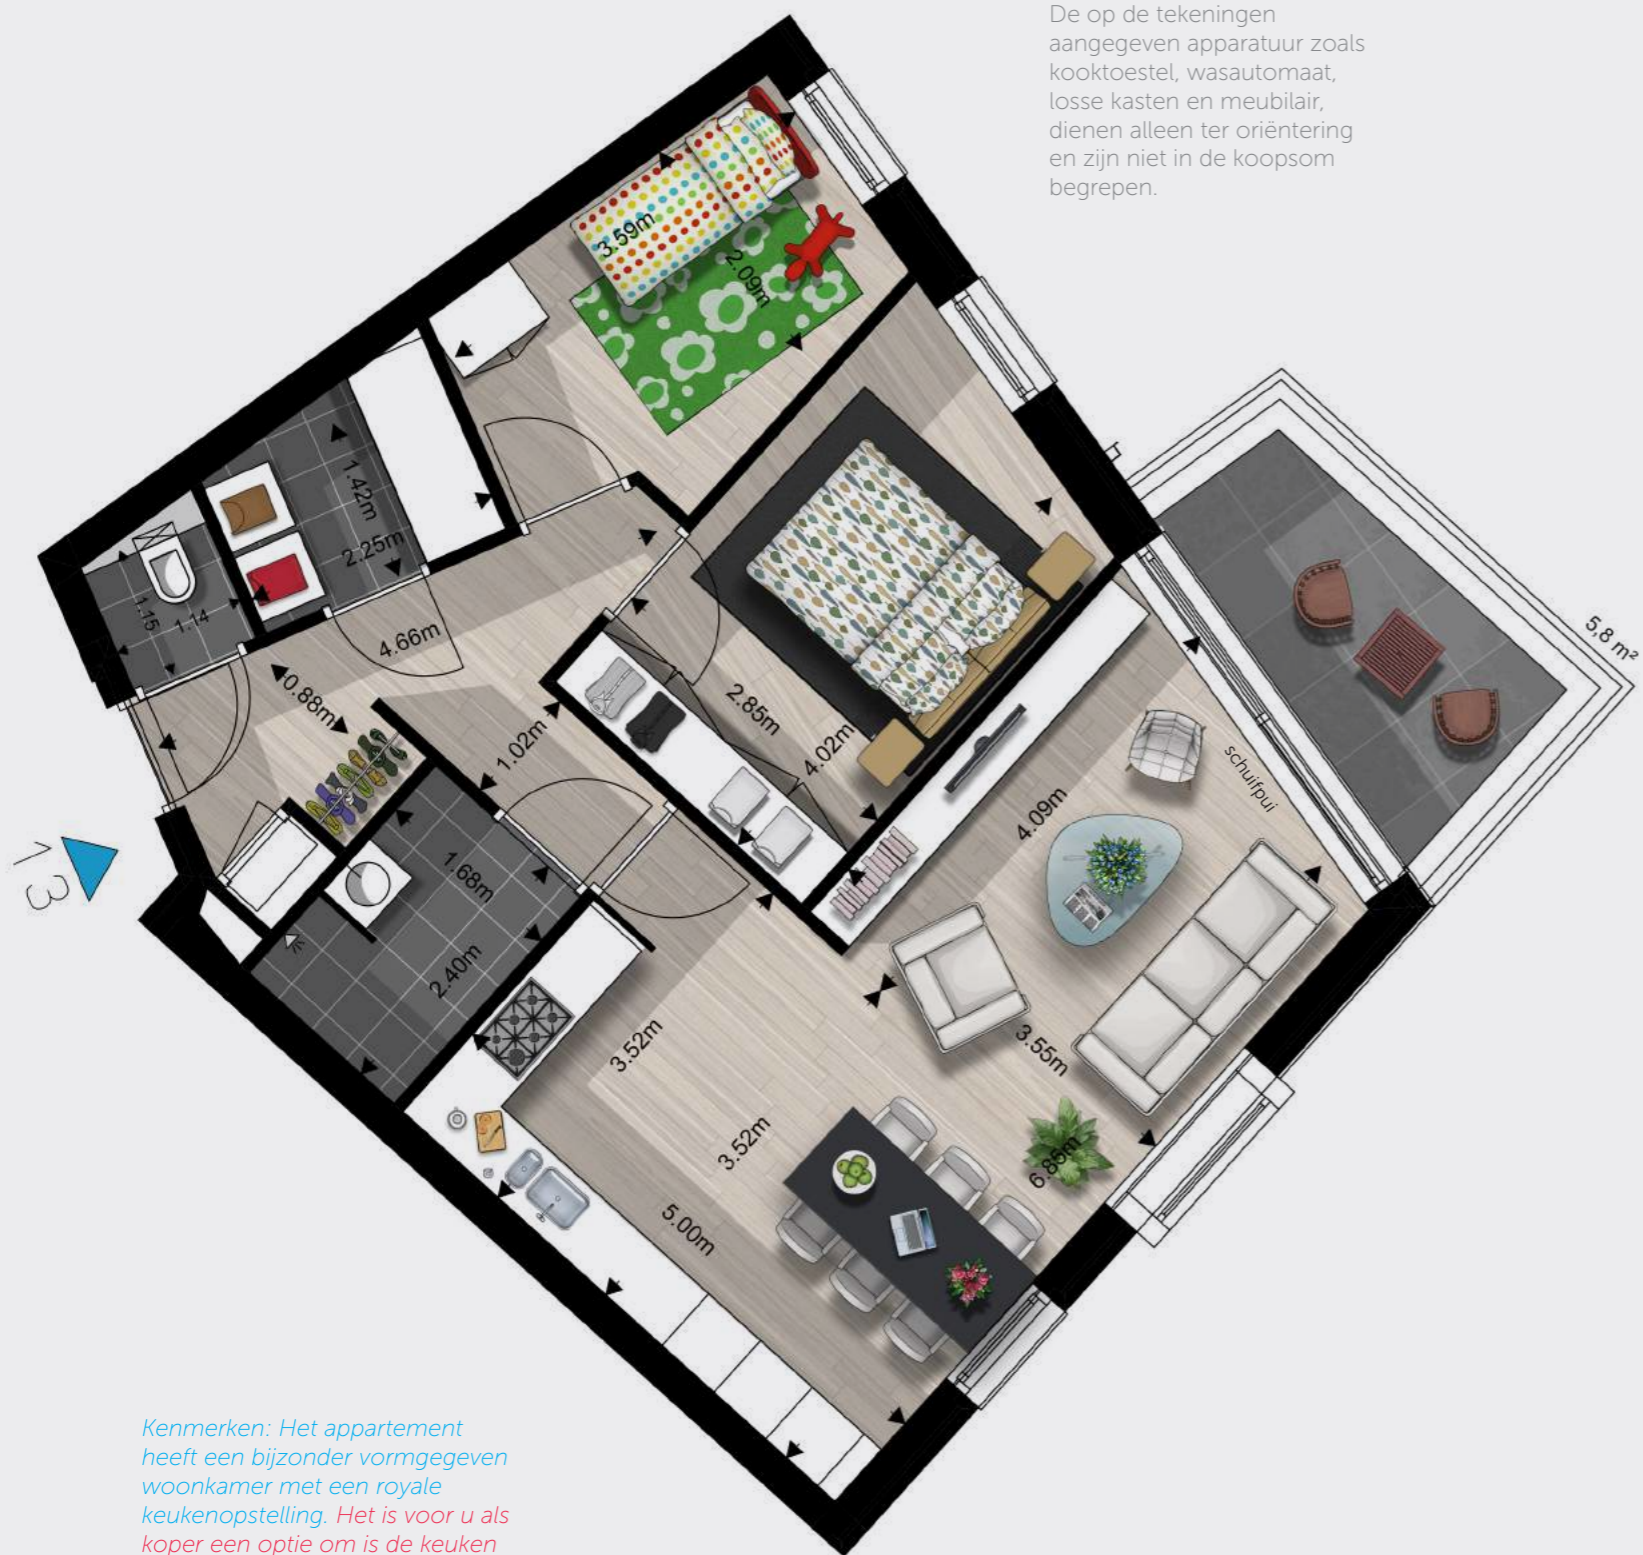 De op de tekeningen
aangegeven apparatuur zoals
kooktoestel, wasautomaat,
losse kasten en meubilair,
dienen alleen ter oriëntering
en zijn niet in de koopsom
begrepen.
3.59m
2.09m
1.42m
2.25m
1.15
1.14
4.66m
0.88m
1.02m
2.85m
4.02m
5,8 m²
schuifpui
4.09m
13
1.68m
2.40m
3.52m
3.55m
3.52m
6.85m
5.00m
Kenmerken: Het appartement
heeft een bijzonder vormgegeven
woonkamer met een royale
keukenopstelling. Het is voor u als
koper een optie om is de keuken